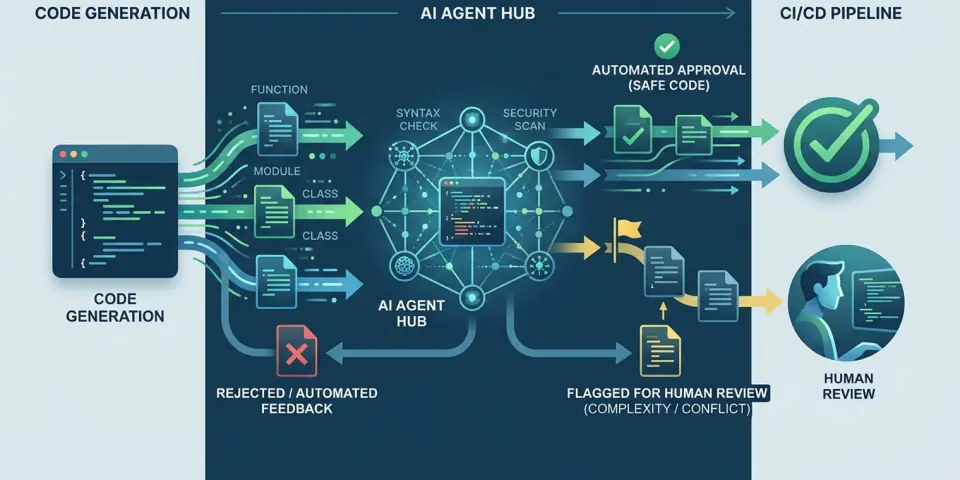 CODE GENERATION
AI AGENT HUB
CI/CD PIPELINE
FUNCTION
MODULE
CLASS
CLASS
CODE
GENERATION
SYNTAX
CHECK
SECURITY
SCAN
AI AGENT
HUB
AUTOMATED APPROVAL
(SAFE CODE)
REJECTED / AUTOMATED
FEEDBACK
FLAGGED FOR HUMAN REVIEW
(COMPLEXITY / CONFLICT)
HUMAN
REVIEW